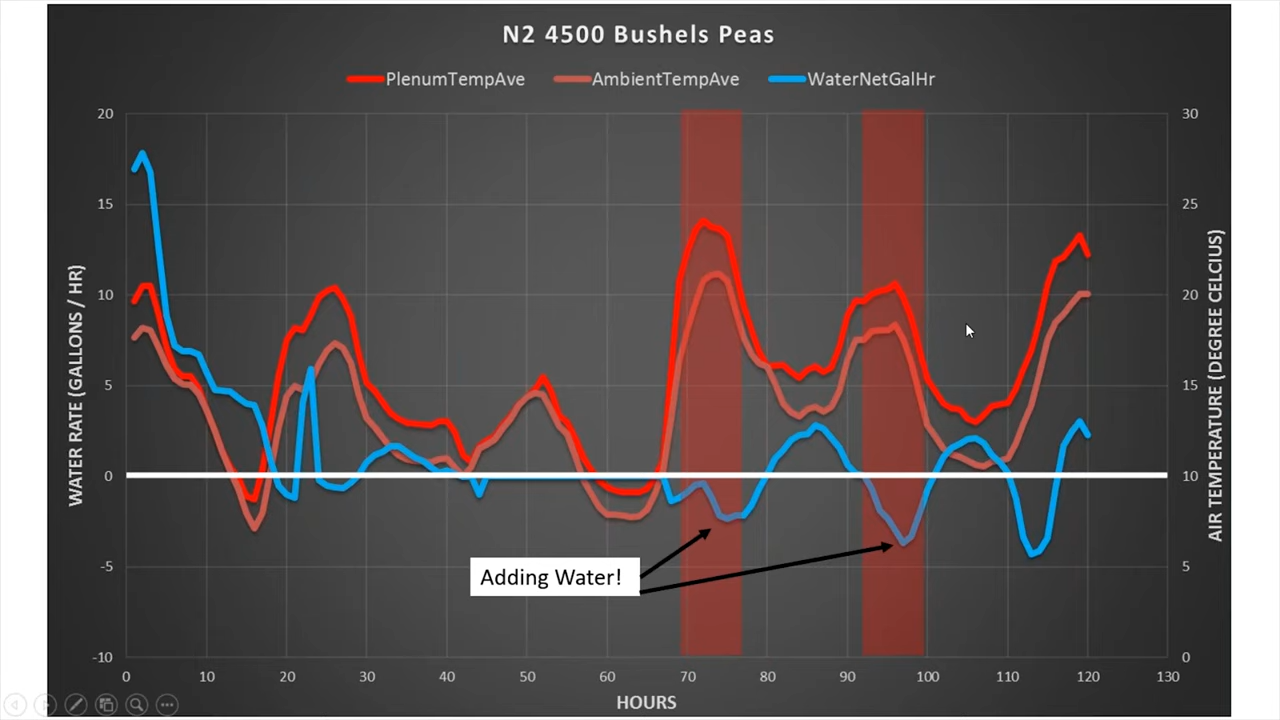 N2 4500 Bushels Peas
PlenumTempAve AmbientTempAve WaterNetGalHr
20
15
10
5
0
-5
-10
WATER RATE (GALLONS / HR)
30
25
20
15
10
5
0
AIR TEMPERATURE (DEGREE CELCIUS)
Adding Water!
0 10 20 30 40 50 60 70 80 90 100 110 120 130
HOURS